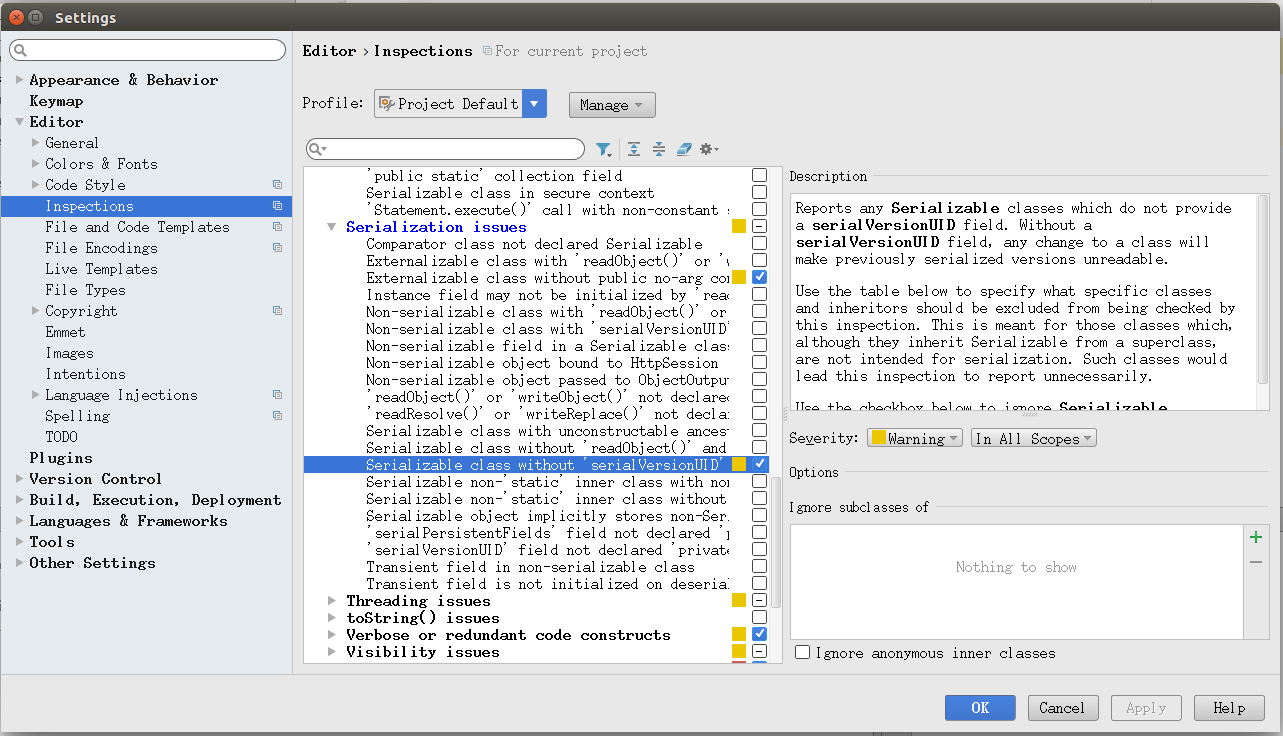 Settings
Appearance & Behavior
Keymap
Editor
General
Colors & Fonts
Code Style
Inspections
File and Code Templates
File Encodings
Live Templates
File Types
Copyright
Emmet
Images
Intentions
Language Injections
Spelling
TODO
Plugins
Version Control
Build, Execution, Deployment
Languages & Frameworks
Tools
Other Settings
Editor › Inspections For current project
Profile: Project Default Manage
'public static' collection field
Serializable class in secure context
'Statement.execute()' call with non-constant
Serialization issues
Comparator class not declared Serializable
Externalizable class with 'readObject()' or
Externalizable class without public no-arg
Instance field may not be initialized by
Non-serializable class with 'readObject()' or
Non-serializable class with 'serialVersionUID'
Non-serializable field in a Serializable
Non-serializable object bound to HttpSession
Non-serializable object passed to
'readObject()' or 'writeObject()' not
'readResolve()' or 'writeReplace()' not
Serializable class with unconstructable
Serializable class without 'readObject()' and
Serializable class without 'serialVersionUID'
Serializable non-'static' inner class with
Serializable non-'static' inner class without
Serializable object implicitly stores
'serialPersistentFields' field not declared
'serialVersionUID' field not declared
Transient field in non-serializable class
Transient field is not initialized on
Threading issues
toString() issues
Verbose or redundant code constructs
Visibility issues
Description
Reports any Serializable classes which do not provide
a serialVersionUID field. Without a
serialVersionUID field, any change to a class will
make previously serialized versions unreadable.
Use the table below to specify what specific classes
and inheritors should be excluded from being checked by
this inspection. This is meant for those classes which,
although they inherit Serializable from a superclass,
are not intended for serialization. Such classes would
lead this inspection to report unnecessarily.
Use the checkbox below to ignore Serializable
Severity: Warning In All Scopes
Options
Ignore subclasses of
Nothing to show
Ignore anonymous inner classes
OK Cancel Apply Help